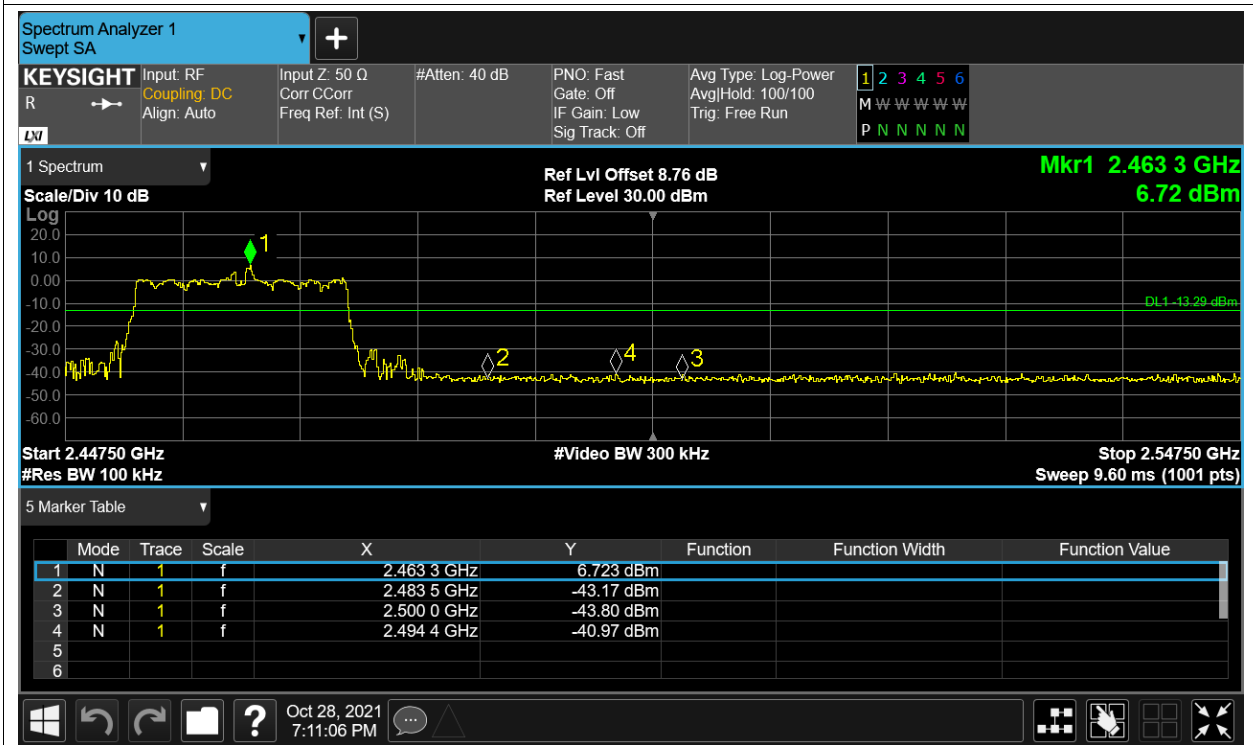 Spectrum Analyzer 1
Swept SA
+
KEYSIGHT
R
LXI
Input: RF
Coupling: DC
Align: Auto
Input Z: 50 Ω
Corr CCorr
Freq Ref: Int (S)
#Atten: 40 dB
PNO: Fast
Gate: Off
IF Gain: Low
Sig Track: Off
Avg Type: Log-Power
Avg|Hold: 100/100
Trig: Free Run
1 2 3 4 5 6
M W W W W W
P N N N N N
1 Spectrum
Scale/Div 10 dB
Ref Lvl Offset 8.76 dB
Ref Level 30.00 dBm
Mkr1 2.463 3 GHz
6.72 dBm
Log
20.0
10.0
0.00
-10.0
-20.0
-30.0
-40.0
-50.0
-60.0
1
2
4
3
DL1 -13.29 dBm
Start 2.44750 GHz
#Res BW 100 kHz
#Video BW 300 kHz
Stop 2.54750 GHz
Sweep 9.60 ms (1001 pts)
5 Marker Table
Mode Trace Scale X Y Function Function Width Function Value
1 N 1 f 2.463 3 GHz 6.723 dBm
2 N 1 f 2.483 5 GHz -43.17 dBm
3 N 1 f 2.500 0 GHz -43.80 dBm
4 N 1 f 2.494 4 GHz -40.97 dBm
5
6
?
Oct 28, 2021
7:11:06 PM